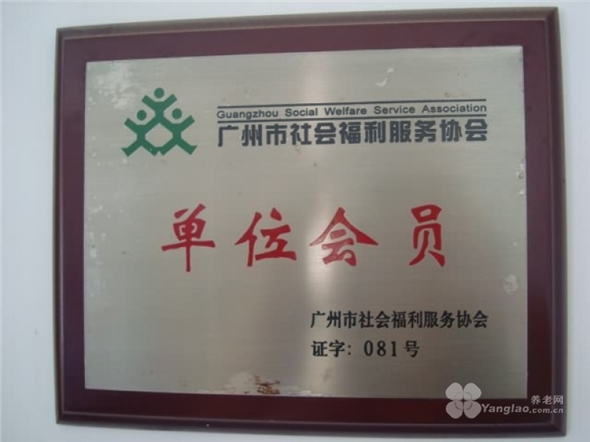 Guangzhou Social Welfare Service Association
广州市社会福利服务协会
单位会员
广州市社会福利服务协会
证字：081号
养老网
Yanglao.com.cn